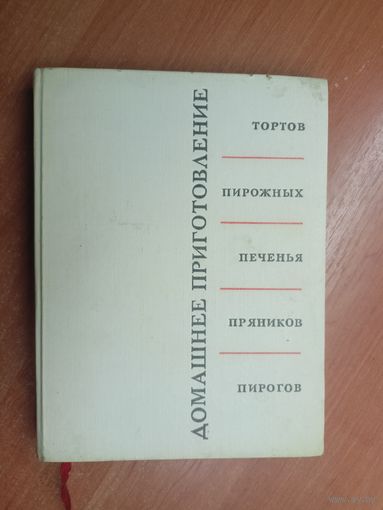 ДОМАШНЕЕ ПРИГОТОВЛЕНИЕ
ТОРТОВ
ПИРОЖНЫХ
ПЕЧЕНЬЯ
ПРЯНИКОВ
ПИРОГОВ